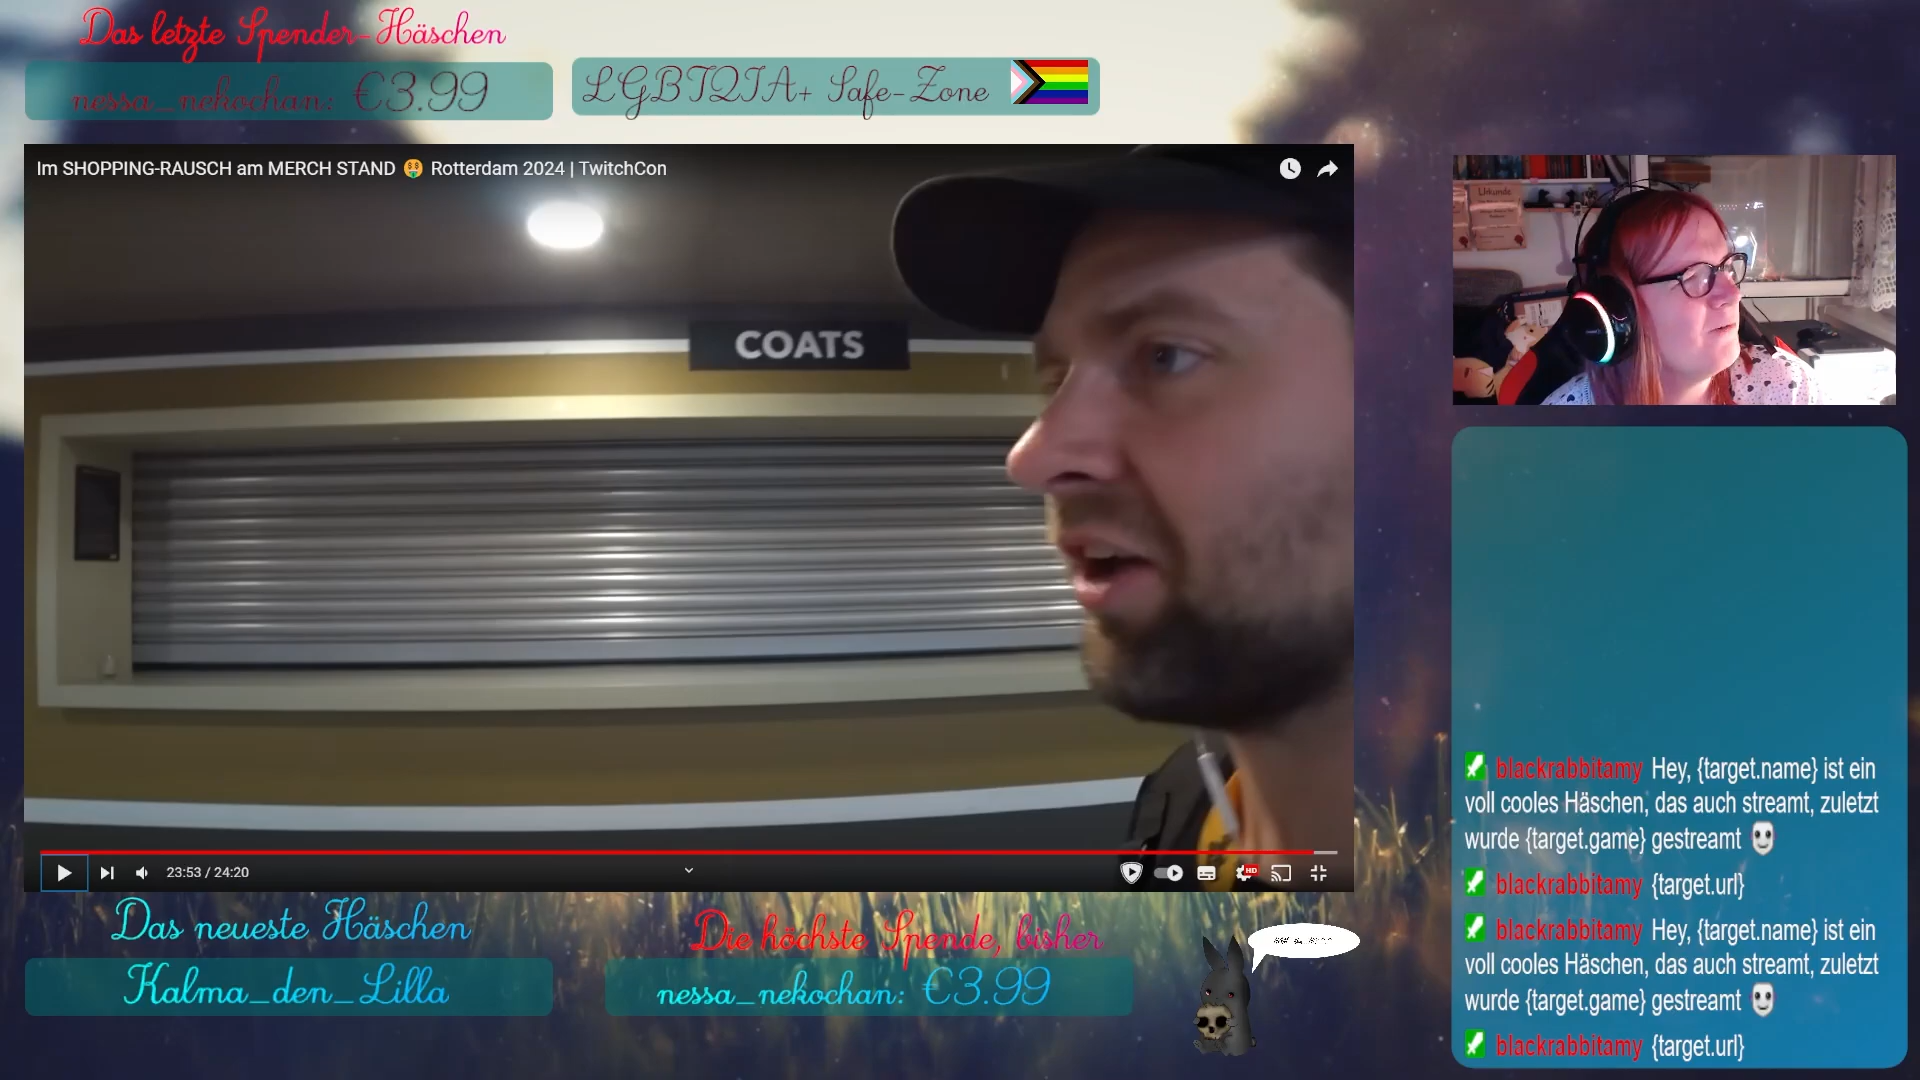 Das letzte Spender-Häschen
nessa_nekochan: €3.99
LGBTQIA+ Safe-Zone
Im SHOPPING-RAUSCH am MERCH STAND 🤑 Rotterdam 2024 | TwitchCon
COATS
Urkunde
23:53 / 24:20
HD
Das neueste Häschen
Kalma_den_Lilla
Die höchste Spende, bisher
nessa_nekochan: €3.99
blackrabbitamy Hey, {target.name} ist ein
voll cooles Häschen, das auch streamt, zuletzt
wurde {target.game} gestreamt
blackrabbitamy {target.url}
blackrabbitamy Hey, {target.name} ist ein
voll cooles Häschen, das auch streamt, zuletzt
wurde {target.game} gestreamt
blackrabbitamy {target.url}